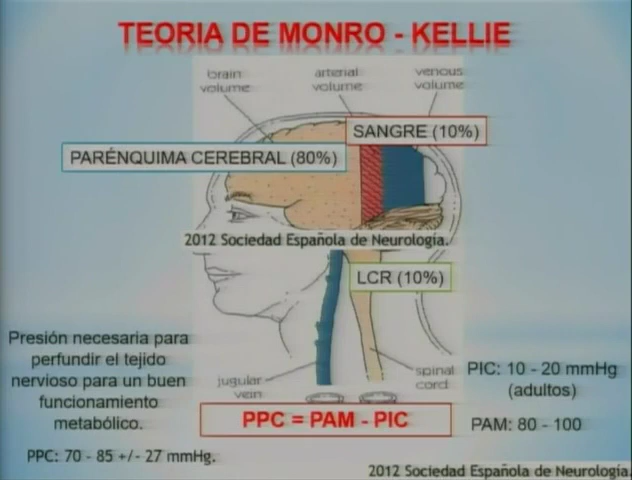 TEORIA DE MONRO - KELLIE
brain
volume
arterial
volume
venous
volume
SANGRE (10%)
PARÉNQUIMA CEREBRAL (80%)
2012 Sociedad Española de Neurología.
LCR (10%)
Presión necesaria para
perfundir el tejido
nervioso para un buen
funcionamiento
metabólico.
PPC: 70 - 85 +/- 27 mmHg.
jugular
vein
spinal
cord
PPC = PAM - PIC
PIC: 10 - 20 mmHg
(adultos)
PAM: 80 - 100
2012 Sociedad Española de Neurología.